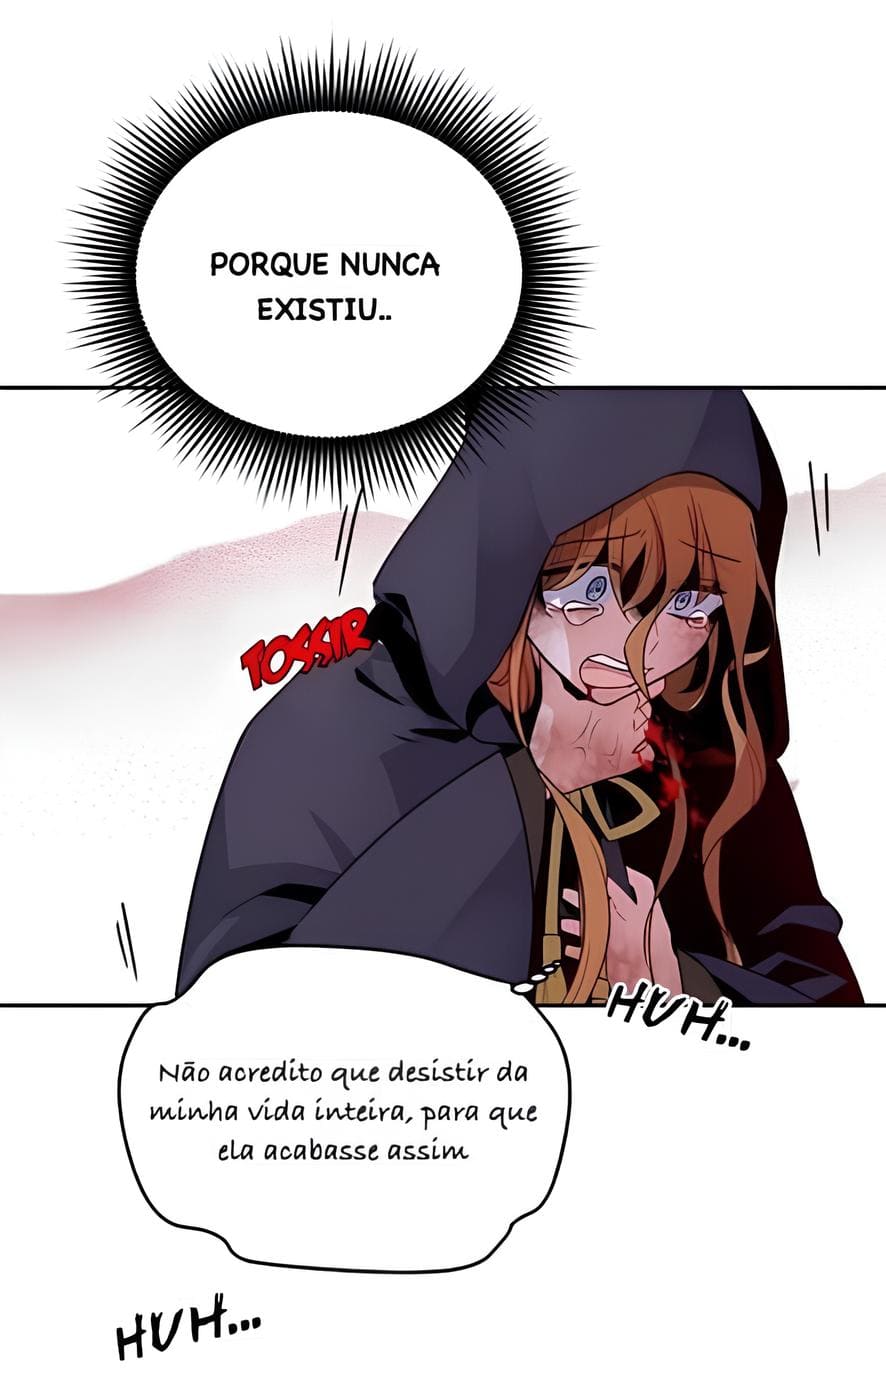 PORQUE NUNCA
EXISTIU..
TOSSIR
HUH...
Não acredito que desistir da
minha vida inteira, para que
ela acabasse assim
HUH...